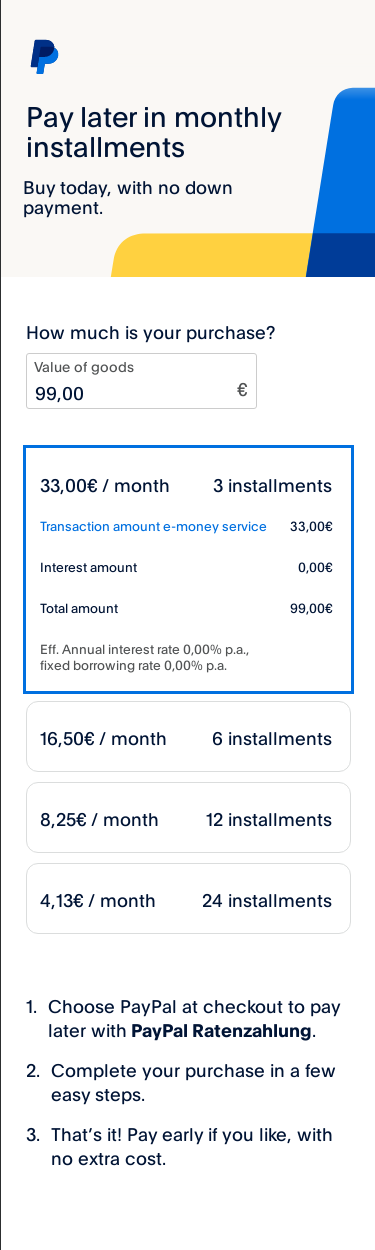 Pay later in monthly
installments
Buy today, with no down
payment.
How much is your purchase?
Value of goods
99,00 €
33,00€ / month 3 installments
Transaction amount e-money service 33,00€
Interest amount 0,00€
Total amount 99,00€
Eff. Annual interest rate 0,00% p.a.,
fixed borrowing rate 0,00% p.a.
16,50€ / month 6 installments
8,25€ / month 12 installments
4,13€ / month 24 installments
1. Choose PayPal at checkout to pay
later with PayPal Ratenzahlung.
2. Complete your purchase in a few
easy steps.
3. That’s it! Pay early if you like, with
no extra cost.